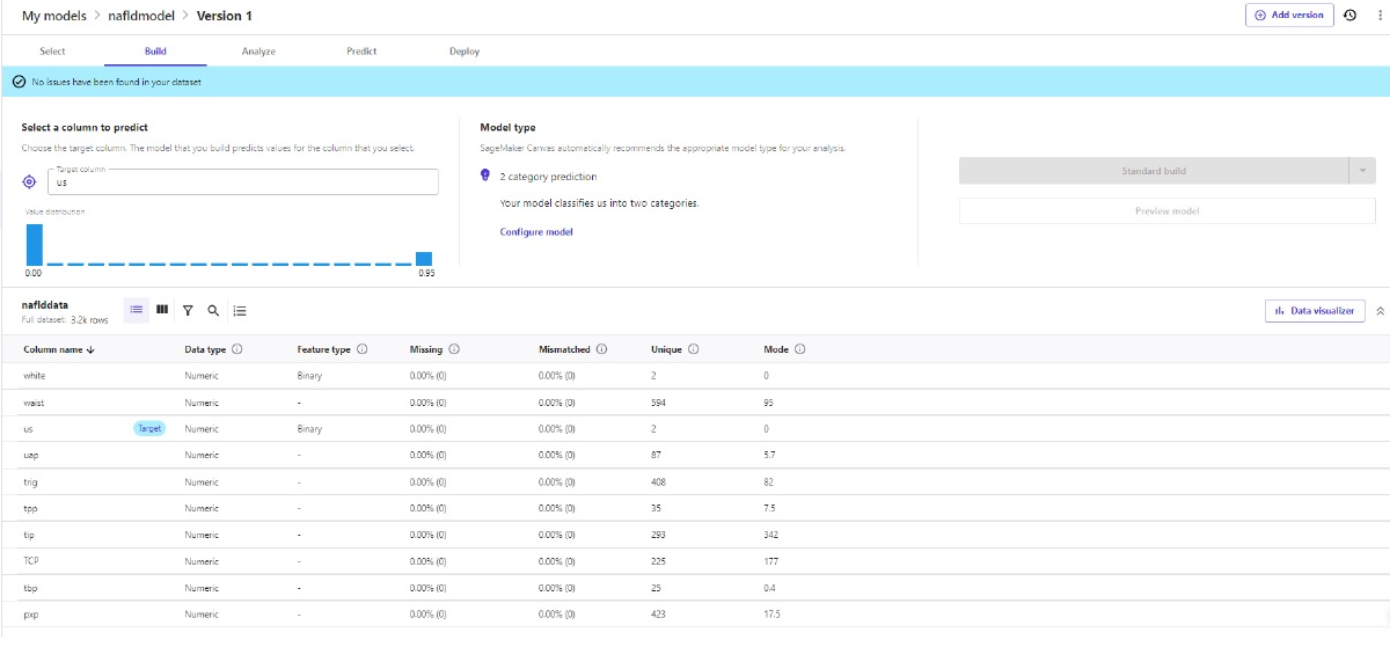 My models > nafldmodel > Version 1
Add version
Select Build Analyze Predict Deploy
No issues have been found in your dataset
Select a column to predict
Choose the target column. The model that you build predicts values for the column that you select.
Target column
us
Value distribution
0.00 0.95
Model type
SageMaker Canvas automatically recommends the appropriate model type for your analysis.
2 category prediction
Your model classifies us into two categories.
Configure model
Standard build
Preview model
naflddata
Full dataset: 3.2k rows
Data visualizer
Column name Data type Feature type Missing Mismatched Unique Mode
white Numeric Binary 0.00% (0) 0.00% (0) 2 0
waist Numeric - 0.00% (0) 0.00% (0) 594 95
us Target Numeric Binary 0.00% (0) 0.00% (0) 2 0
uap Numeric - 0.00% (0) 0.00% (0) 87 5.7
trig Numeric - 0.00% (0) 0.00% (0) 408 82
tpp Numeric - 0.00% (0) 0.00% (0) 35 7.5
tip Numeric - 0.00% (0) 0.00% (0) 293 342
TCP Numeric - 0.00% (0) 0.00% (0) 225 177
tbp Numeric - 0.00% (0) 0.00% (0) 25 0.4
pxp Numeric - 0.00% (0) 0.00% (0) 423 17.5